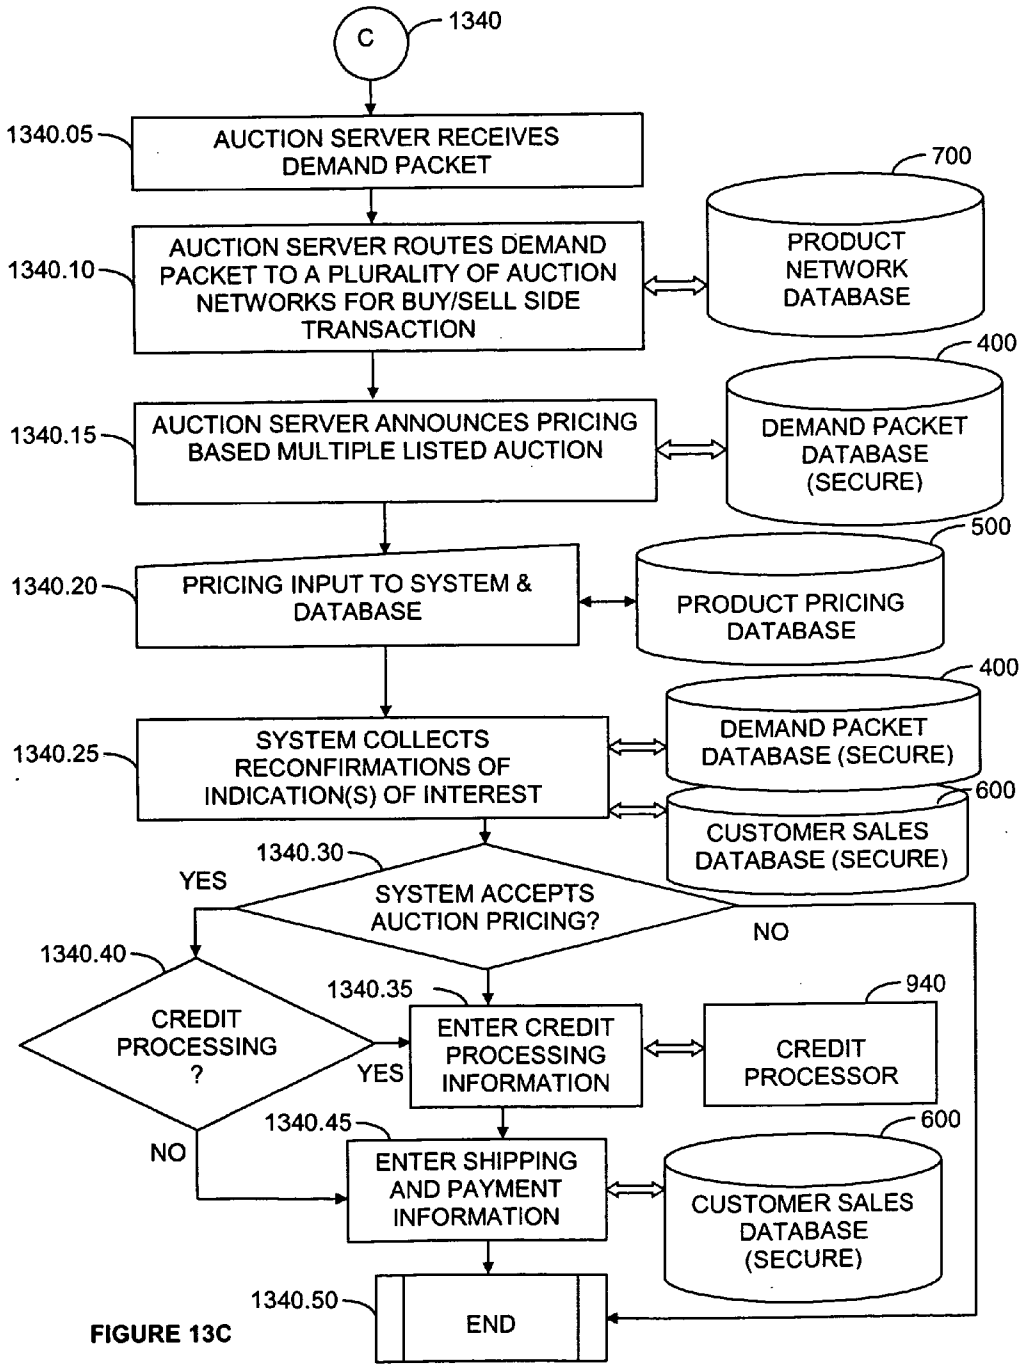 C
1340
1340.05
AUCTION SERVER RECEIVES
DEMAND PACKET
700
1340.10
AUCTION SERVER ROUTES DEMAND
PACKET TO A PLURALITY OF AUCTION
NETWORKS FOR BUY/SELL SIDE
TRANSACTION
PRODUCT
NETWORK
DATABASE
400
1340.15
AUCTION SERVER ANNOUNCES PRICING
BASED MULTIPLE LISTED AUCTION
DEMAND PACKET
DATABASE
(SECURE)
500
1340.20
PRICING INPUT TO SYSTEM &
DATABASE
PRODUCT PRICING
DATABASE
400
1340.25
SYSTEM COLLECTS
RECONFIRMATIONS OF
INDICATION(S) OF INTEREST
DEMAND PACKET
DATABASE (SECURE)
600
CUSTOMER SALES
DATABASE (SECURE)
1340.30
YES
SYSTEM ACCEPTS
AUCTION PRICING?
NO
1340.40
CREDIT
PROCESSING
?
YES
1340.35
ENTER CREDIT
PROCESSING
INFORMATION
940
CREDIT
PROCESSOR
NO
1340.45
ENTER SHIPPING
AND PAYMENT
INFORMATION
600
CUSTOMER SALES
DATABASE
(SECURE)
1340.50
END
FIGURE 13C